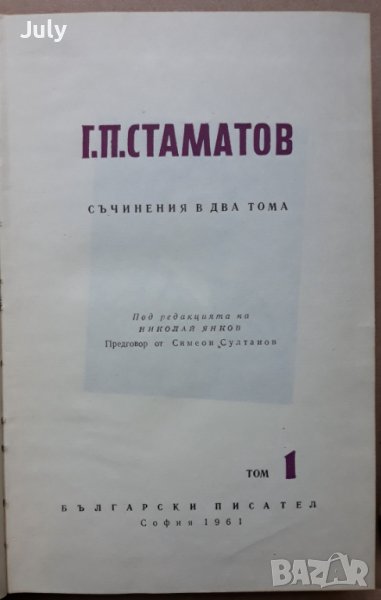 July
Г.П.СТАМАТОВ
СЪЧИНЕНИЯ В ДВА ТОМА
Под редакцията на
НИКОЛАЙ ЯНКОВ
Предговор от Симеон Султанов
ТОМ 1
БЪЛГАРСКИ ПИСАТЕЛ
София 1961
BAZAR